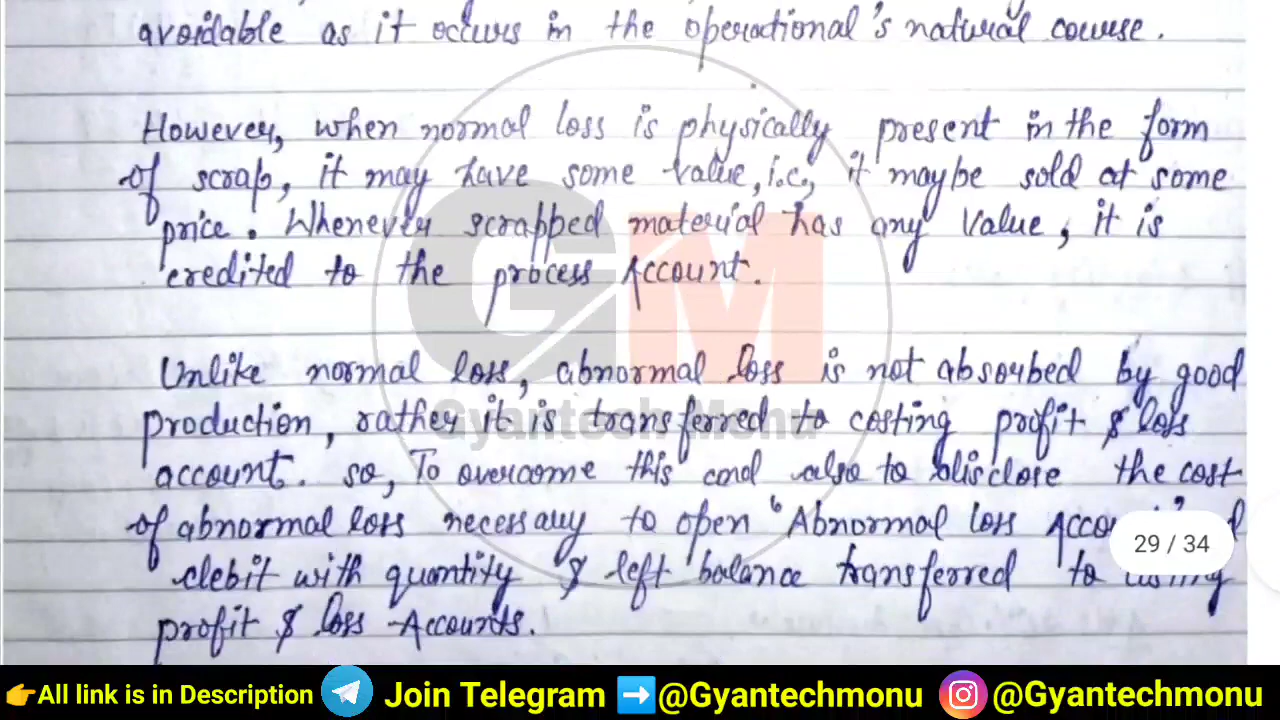 avoidable as it occurs in the operational's natural course.
However, when normal loss is physically present in the form
of scrap, it may have some value, i.e., it maybe sold at some
price. Whenever scrapped material has any value, it is
credited to the process Account.
Unlike normal loss, abnormal loss is not absorbed by good
production, rather it is transferred to costing profit & loss
account. so, To overcome this and also to disclose the cost
of abnormal loss necessary to open "Abnormal loss
debit with quantity & left balance transferred to
profit & loss Accounts.
GM
Gyantech Monu
29 / 34
👉All link is in Description Join Telegram ➡️@Gyantechmonu @Gyantechmonu